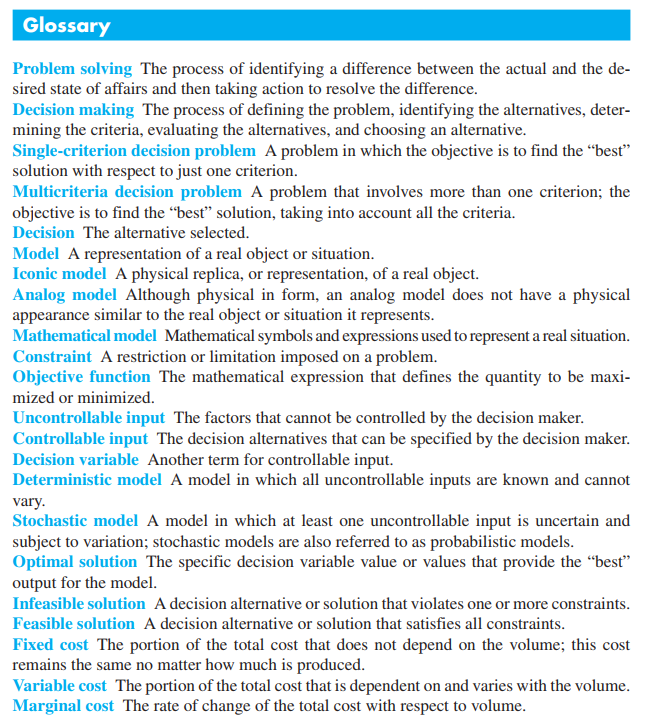 Glossary
Problem solving The process of identifying a difference between the actual and the de-
sired state of affairs and then taking action to resolve the difference.
Decision making The process of defining the problem, identifying the alternatives, deter-
mining the criteria, evaluating the alternatives, and choosing an alternative.
Single-criterion decision problem A problem in which the objective is to find the “best”
solution with respect to just one criterion.
Multicriteria decision problem A problem that involves more than one criterion; the
objective is to find the “best” solution, taking into account all the criteria.
Decision The alternative selected.
Model A representation of a real object or situation.
Iconic model A physical replica, or representation, of a real object.
Analog model Although physical in form, an analog model does not have a physical
appearance similar to the real object or situation it represents.
Mathematical model Mathematical symbols and expressions used to represent a real situation.
Constraint A restriction or limitation imposed on a problem.
Objective function The mathematical expression that defines the quantity to be maxi-
mized or minimized.
Uncontrollable input The factors that cannot be controlled by the decision maker.
Controllable input The decision alternatives that can be specified by the decision maker.
Decision variable Another term for controllable input.
Deterministic model A model in which all uncontrollable inputs are known and cannot
vary.
Stochastic model A model in which at least one uncontrollable input is uncertain and
subject to variation; stochastic models are also referred to as probabilistic models.
Optimal solution The specific decision variable value or values that provide the “best”
output for the model.
Infeasible solution A decision alternative or solution that violates one or more constraints.
Feasible solution A decision alternative or solution that satisfies all constraints.
Fixed cost The portion of the total cost that does not depend on the volume; this cost
remains the same no matter how much is produced.
Variable cost The portion of the total cost that is dependent on and varies with the volume.
Marginal cost The rate of change of the total cost with respect to volume.